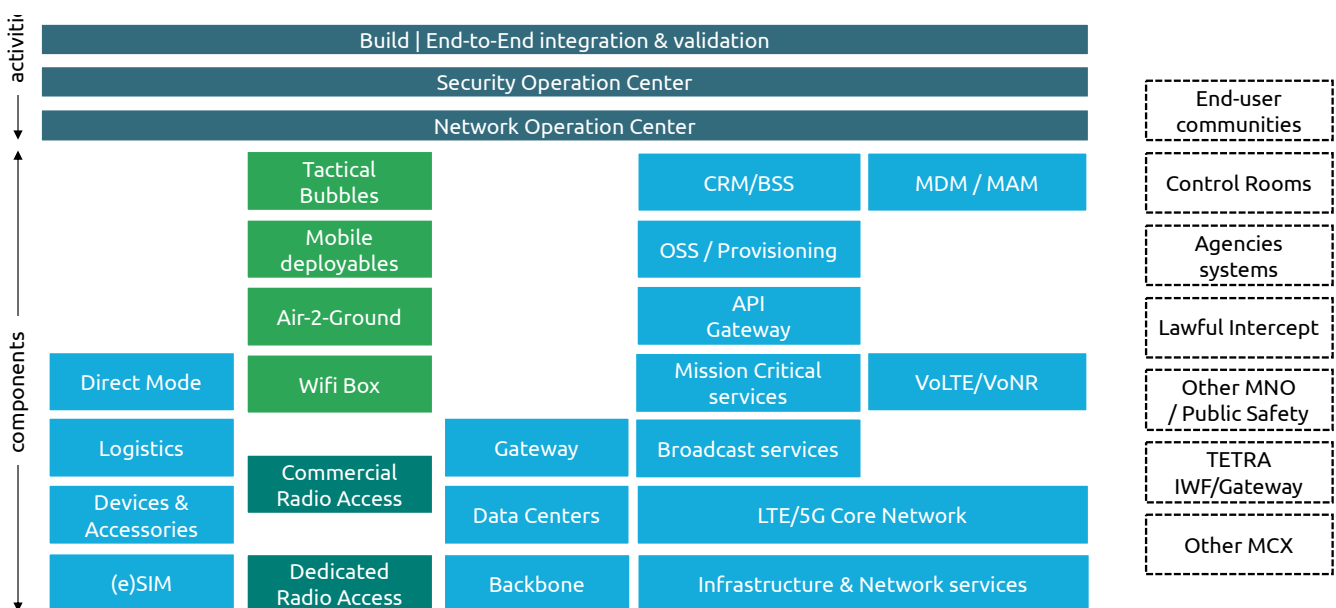 Build | End-to-End integration & validation
Security Operation Center
Network Operation Center
components
Tactical
Bubbles
Mobile
deployables
Air-2-Ground
Wifi Box
Commercial
Radio Access
Dedicated
Radio Access
Direct Mode
Logistics
Devices &
Accessories
(e)SIM
Gateway
Data Centers
Backbone
CRM/BSS
MDM / MAM
OSS / Provisioning
API
Gateway
Mission Critical
services
VoLTE/VoNR
Broadcast services
LTE/5G Core Network
Infrastructure & Network services
End-user
communities
Control Rooms
Agencies
systems
Lawful Intercept
Other MNO
/ Public Safety
TETRA
IWF/Gateway
Other MCX